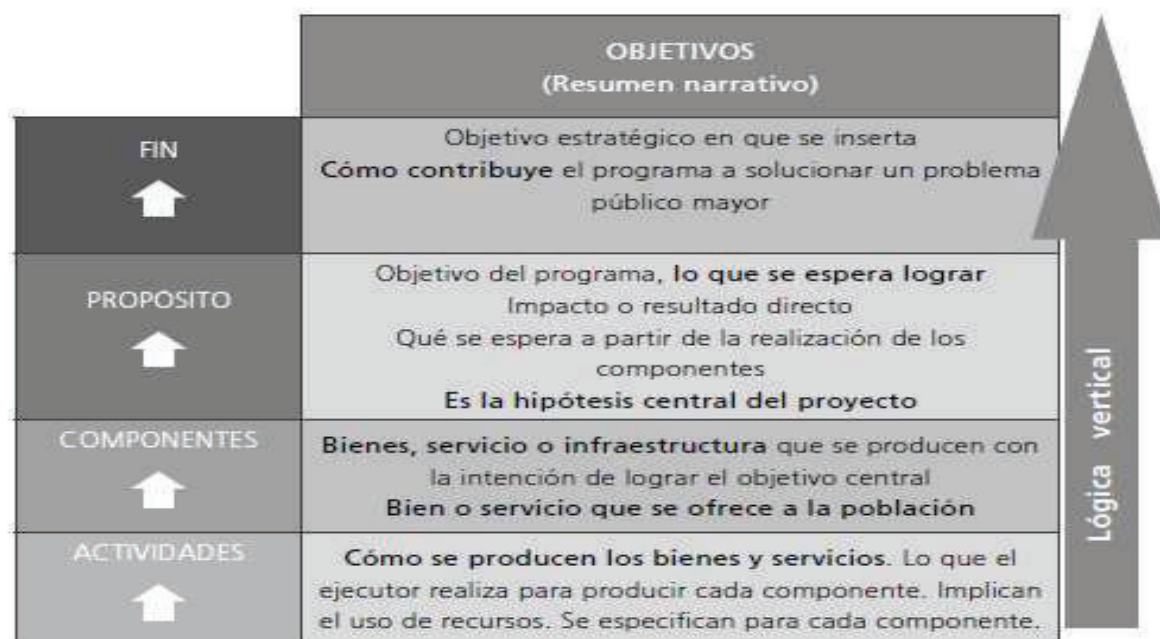 OBJETIVOS
(Resumen narrativo)
FIN
Objetivo estratégico en que se inserta
Cómo contribuye el programa a solucionar un problema
público mayor
PROPÓSITO
Objetivo del programa, lo que se espera lograr
Impacto o resultado directo
Qué se espera a partir de la realización de los
componentes
Es la hipótesis central del proyecto
COMPONENTES
Bienes, servicio o infraestructura que se producen con
la intención de lograr el objetivo central
Bien o servicio que se ofrece a la población
ACTIVIDADES
Cómo se producen los bienes y servicios. Lo que el
ejecutor realiza para producir cada componente. Implican
el uso de recursos. Se especifican para cada componente.
Lógica vertical